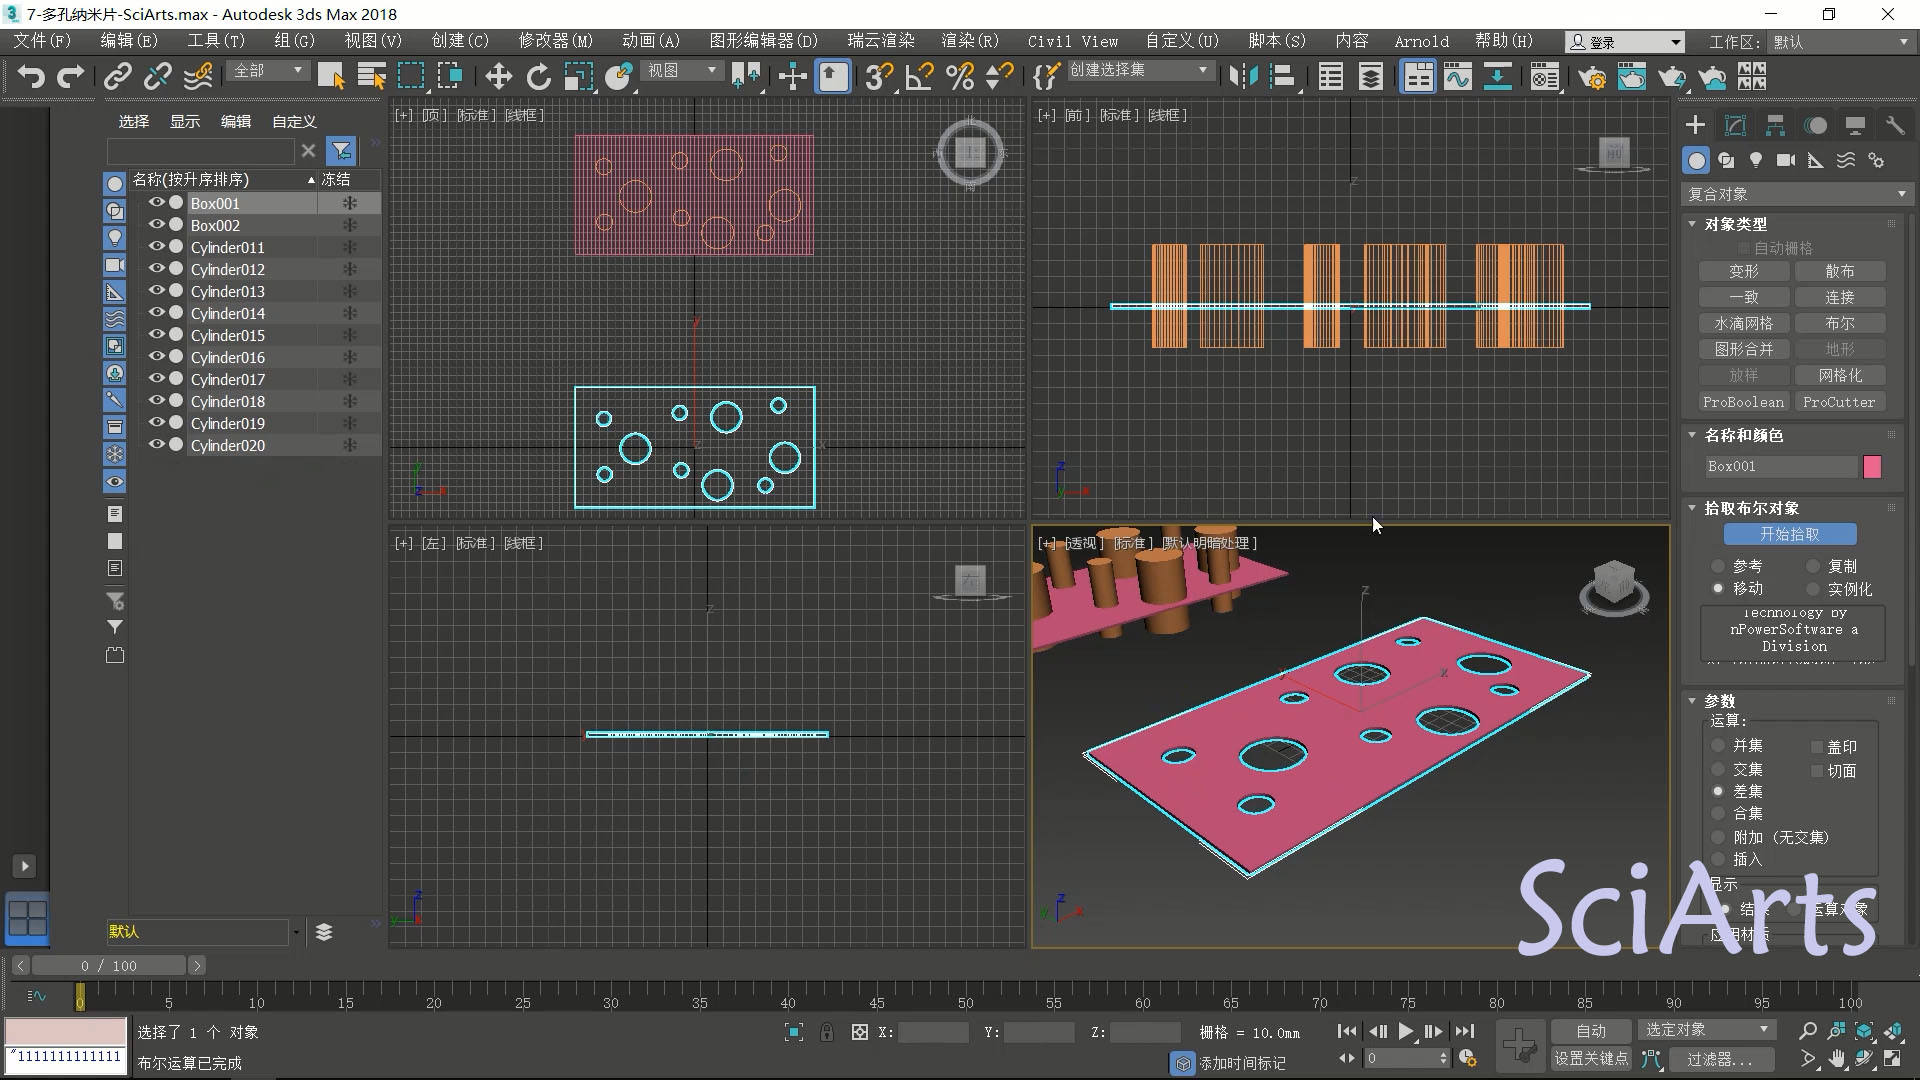 7-多孔纳米片-SciArts.max - Autodesk 3ds Max 2018
文件(F) 编辑(E) 工具(T) 组(G) 视图(V) 创建(C) 修改器(M) 动画(A) 图形编辑器(D) 瑞云渲染 渲染(R) Civil View 自定义(U) 脚本(S) 内容 Arnold 帮助(H) 登录 工作区: 默认
全部 视图 创建选择集
选择 显示 编辑 自定义
名称(按升序排序) 冻结
Box001
Box002
Cylinder011
Cylinder012
Cylinder013
Cylinder014
Cylinder015
Cylinder016
Cylinder017
Cylinder018
Cylinder019
Cylinder020
默认
[+] [顶] [标准] [线框]
[+] [前] [标准] [线框]
[+] [左] [标准] [线框]
[+] [透视] [标准] [默认明暗处理]
复合对象
对象类型
自动栅格
变形 散布
一致 连接
水滴网格 布尔
图形合并 地形
放样 网格化
ProBoolean ProCutter
名称和颜色
Box001
拾取布尔对象
开始拾取
参考 复制
移动 实例化
Technology by
nPowerSoftware a
Division
参数
运算:
并集 盖印
交集 切面
差集
合集
附加 (无交集)
插入
显示
结果 运算对象
应用材质
SciArts
0 / 100
0 5 10 15 20 25 30 35 40 45 50 55 60 65 70 75 80 85 90 95 100
选择了 1 个 对象
X: Y: Z: 栅格 = 10.0mm
自动 选定对象
"1111111111111
布尔运算已完成
添加时间标记
0
设置关键点 过滤器...